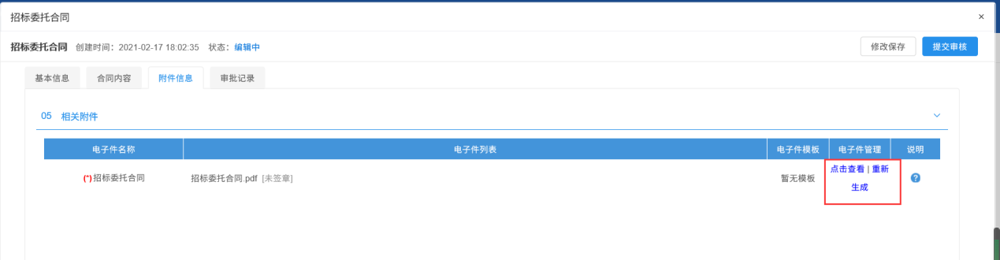 招标委托合同 ×
招标委托合同 创建时间：2021-02-17 18:02:35 状态：编辑中 修改保存 提交审核
基本信息 合同内容 附件信息 审批记录
05 相关附件
电子件名称 电子件列表 电子件模板 电子件管理 说明
(*)招标委托合同 招标委托合同.pdf [未签章] 暂无模板 点击查看 | 重新
生成 ?